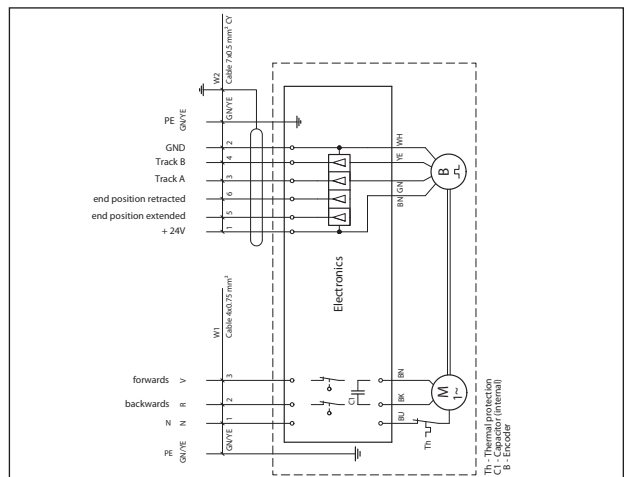 W2
Cable 7x0.5 mm² CY
PE GN/YE GN/YE
GND 2 WH
Track B 4 YE
Track A 3 GN
end position retracted 6 BN
end position extended 5
+ 24V 1
B
Electronics
W1
Cable 4x0.75 mm²
forwards V 3 BN
backwards R 2 C1 BK
N N 1 BU
M
1~
Th
PE GN/YE GN/YE
Th - Thermal protection
C1 - Capacitor (internal)
B - Encoder